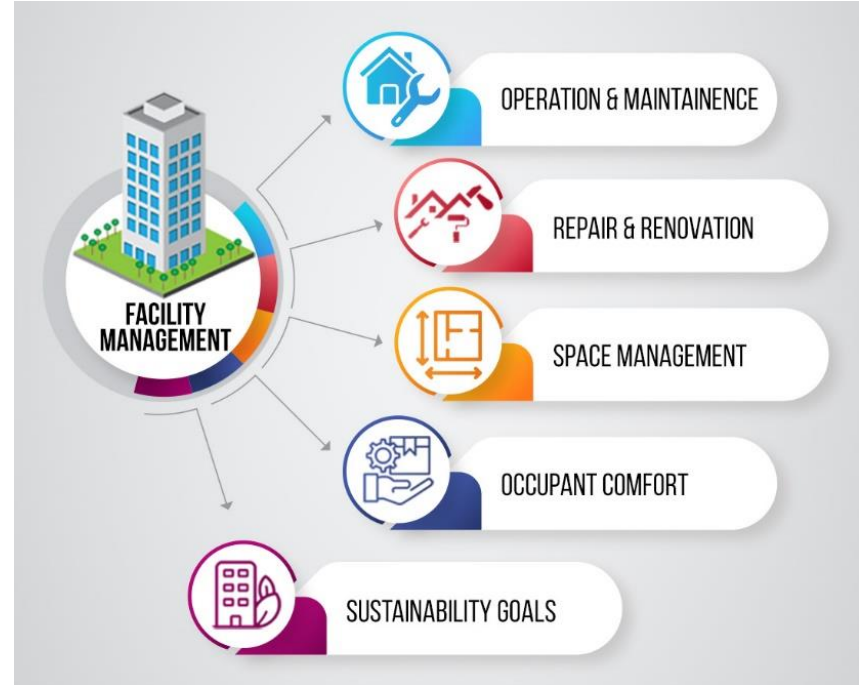 FACILITY
MANAGEMENT
OPERATION & MAINTAINENCE
REPAIR & RENOVATION
SPACE MANAGEMENT
OCCUPANT COMFORT
SUSTAINABILITY GOALS